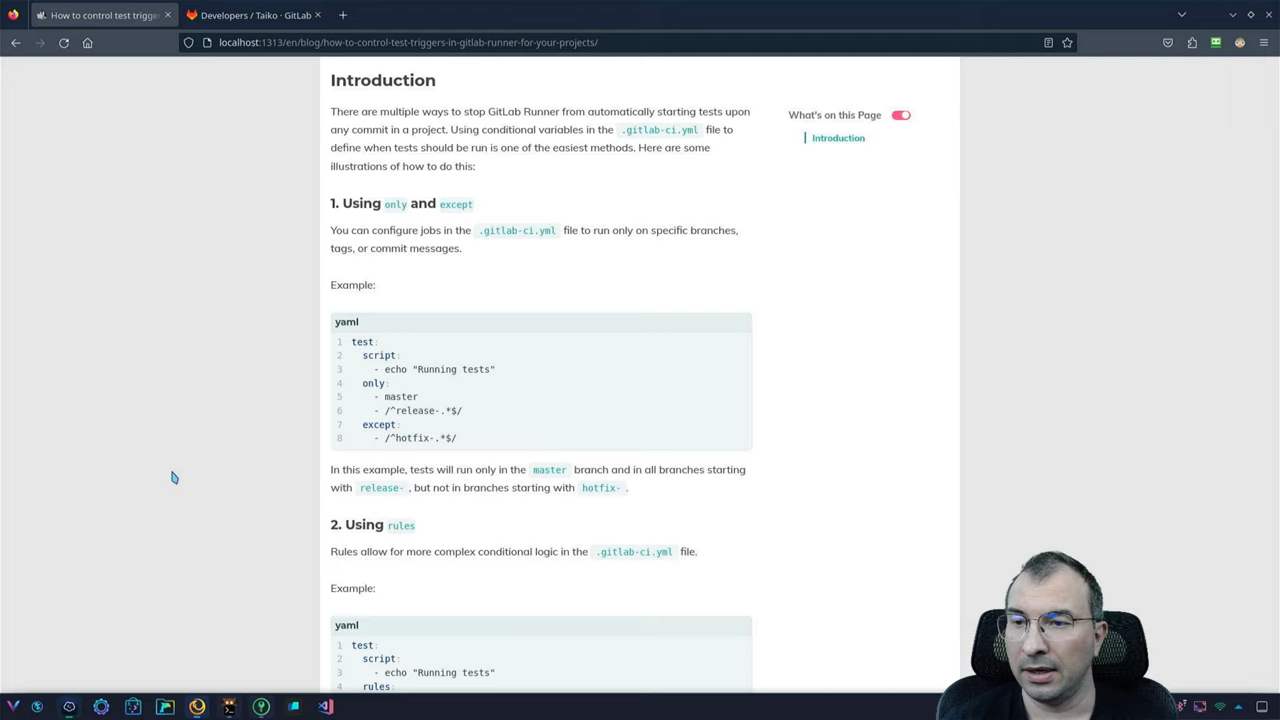 How to control test trigge
Developers / Taiko · GitLab
localhost:1313/en/blog/how-to-control-test-triggers-in-gitlab-runner-for-your-projects/
Introduction
There are multiple ways to stop GitLab Runner from automatically starting tests upon
any commit in a project. Using conditional variables in the .gitlab-ci.yml file to
define when tests should be run is one of the easiest methods. Here are some
illustrations of how to do this:
What's on this Page
Introduction
1. Using only and except
You can configure jobs in the .gitlab-ci.yml file to run only on specific branches,
tags, or commit messages.
Example:
yaml
1 test:
2 script:
3 - echo "Running tests"
4 only:
5 - master
6 - /^release-.*$/
7 except:
8 - /^hotfix-.*$/
In this example, tests will run only in the master branch and in all branches starting
with release- , but not in branches starting with hotfix- .
2. Using rules
Rules allow for more complex conditional logic in the .gitlab-ci.yml file.
Example:
yaml
1 test:
2 script:
3 - echo "Running tests"
4 rules: